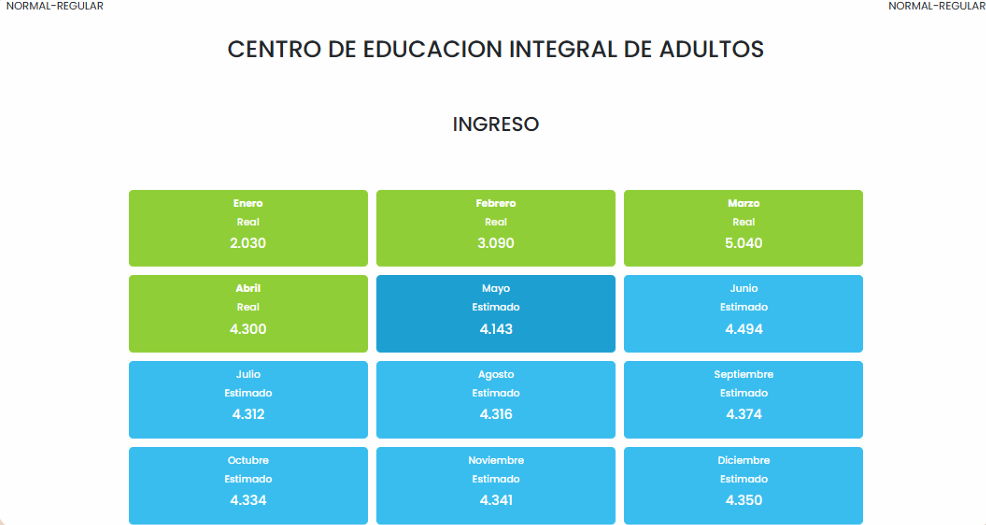 NORMAL-REGULAR NORMAL-REGULAR
CENTRO DE EDUCACION INTEGRAL DE ADULTOS
INGRESO
Enero Febrero Marzo
Real Real Real
2.030 3.090 5.040
Abril Mayo Junio
Real Estimado Estimado
4.300 4.143 4.494
Julio Agosto Septiembre
Estimado Estimado Estimado
4.312 4.316 4.374
Octubre Noviembre Diciembre
Estimado Estimado Estimado
4.334 4.341 4.350